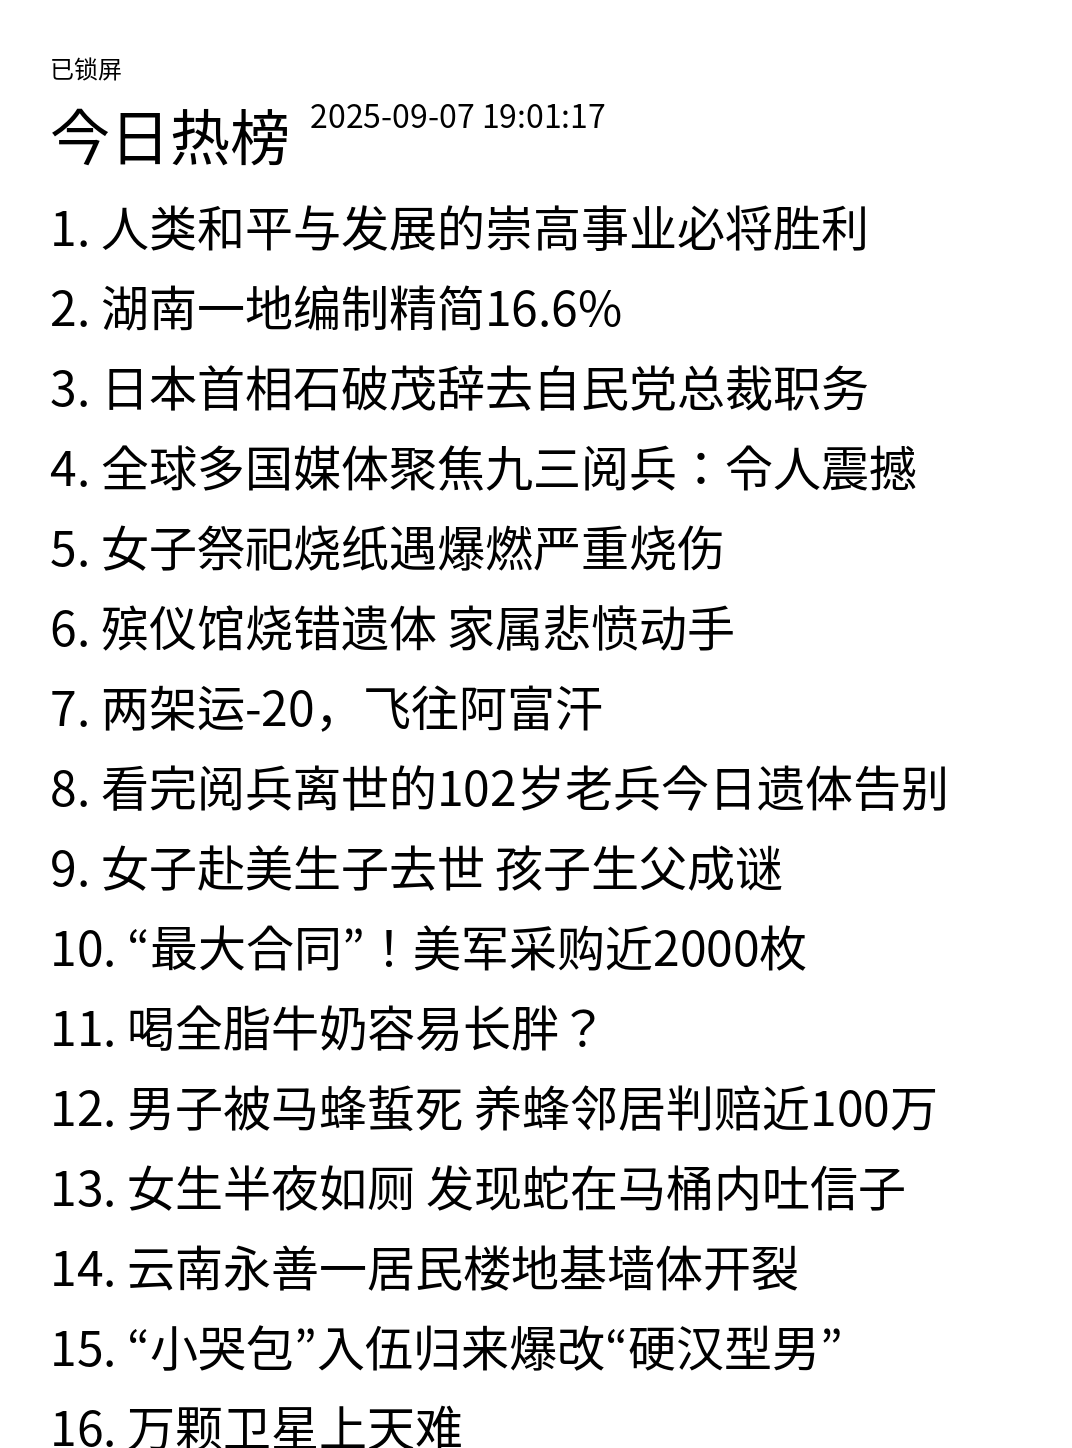 已锁屏
今日热榜 2025-09-07 19:01:17
1. 人类和平与发展的崇高事业必将胜利
2. 湖南一地编制精简16.6%
3. 日本首相石破茂辞去自民党总裁职务
4. 全球多国媒体聚焦九三阅兵：令人震撼
5. 女子祭祀烧纸遇爆燃严重烧伤
6. 殡仪馆烧错遗体 家属悲愤动手
7. 两架运-20，飞往阿富汗
8. 看完阅兵离世的102岁老兵今日遗体告别
9. 女子赴美生子去世 孩子生父成谜
10. “最大合同”！美军采购近2000枚
11. 喝全脂牛奶容易长胖？
12. 男子被马蜂蜇死 养蜂邻居判赔近100万
13. 女生半夜如厕 发现蛇在马桶内吐信子
14. 云南永善一居民楼地基墙体开裂
15. “小哭包”入伍归来爆改“硬汉型男”
16. 万颗卫星上天难